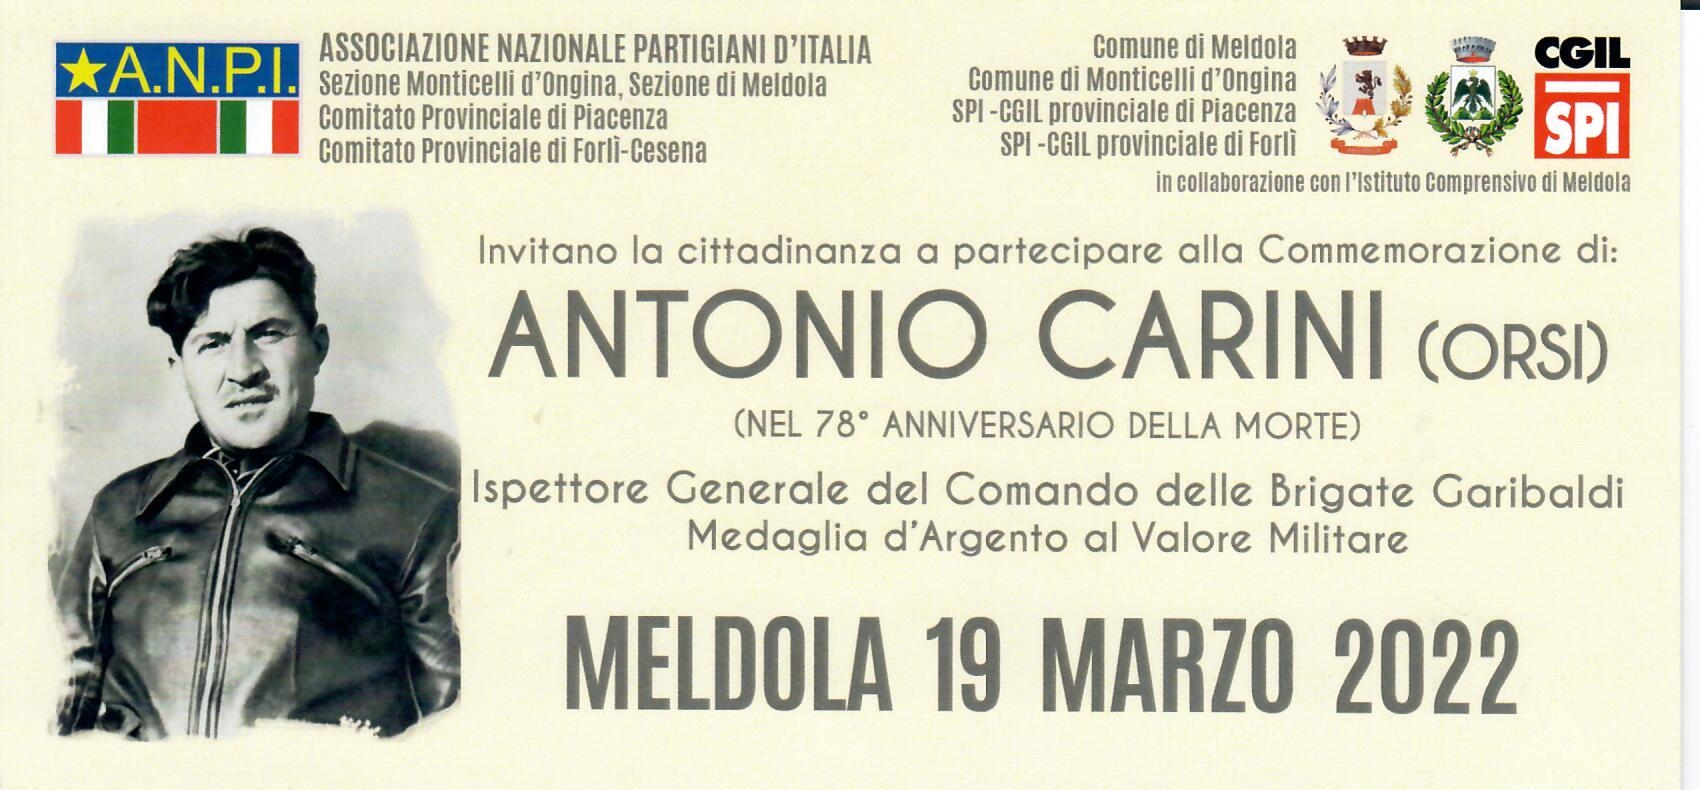 A.N.P.I.
ASSOCIAZIONE NAZIONALE PARTIGIANI D'ITALIA
Sezione Monticelli d'Ongina, Sezione di Meldola
Comitato Provinciale di Piacenza
Comitato Provinciale di Forlì-Cesena
Comune di Meldola
Comune di Monticelli d'Ongina
SPI -CGIL provinciale di Piacenza
SPI -CGIL provinciale di Forlì
CGIL
SPI
in collaborazione con l'Istituto Comprensivo di Meldola
Invitano la cittadinanza a partecipare alla Commemorazione di:
ANTONIO CARINI (ORSI)
(NEL 78° ANNIVERSARIO DELLA MORTE)
Ispettore Generale del Comando delle Brigate Garibaldi
Medaglia d'Argento al Valore Militare
MELDOLA 19 MARZO 2022